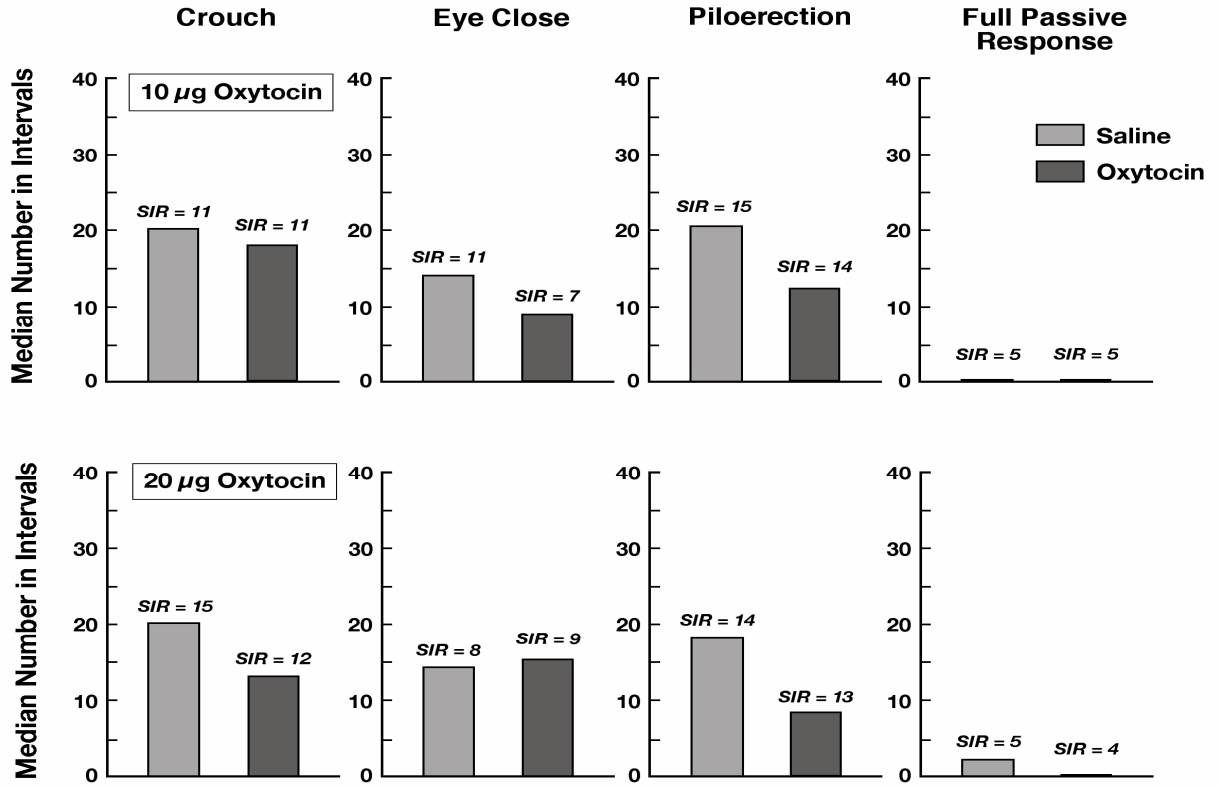 Crouch
Eye Close
Piloerection
Full Passive
Response
Median Number in Intervals
40
30
20
10
0
10 µg Oxytocin
SIR = 11
SIR = 11
40
30
20
10
0
SIR = 11
SIR = 7
40
30
20
10
0
SIR = 15
SIR = 14
40
30
20
10
0
SIR = 5
SIR = 5
Saline
Oxytocin
Median Number in Intervals
40
30
20
10
0
20 µg Oxytocin
SIR = 15
SIR = 12
40
30
20
10
0
SIR = 8
SIR = 9
40
30
20
10
0
SIR = 14
SIR = 13
40
30
20
10
0
SIR = 5
SIR = 4